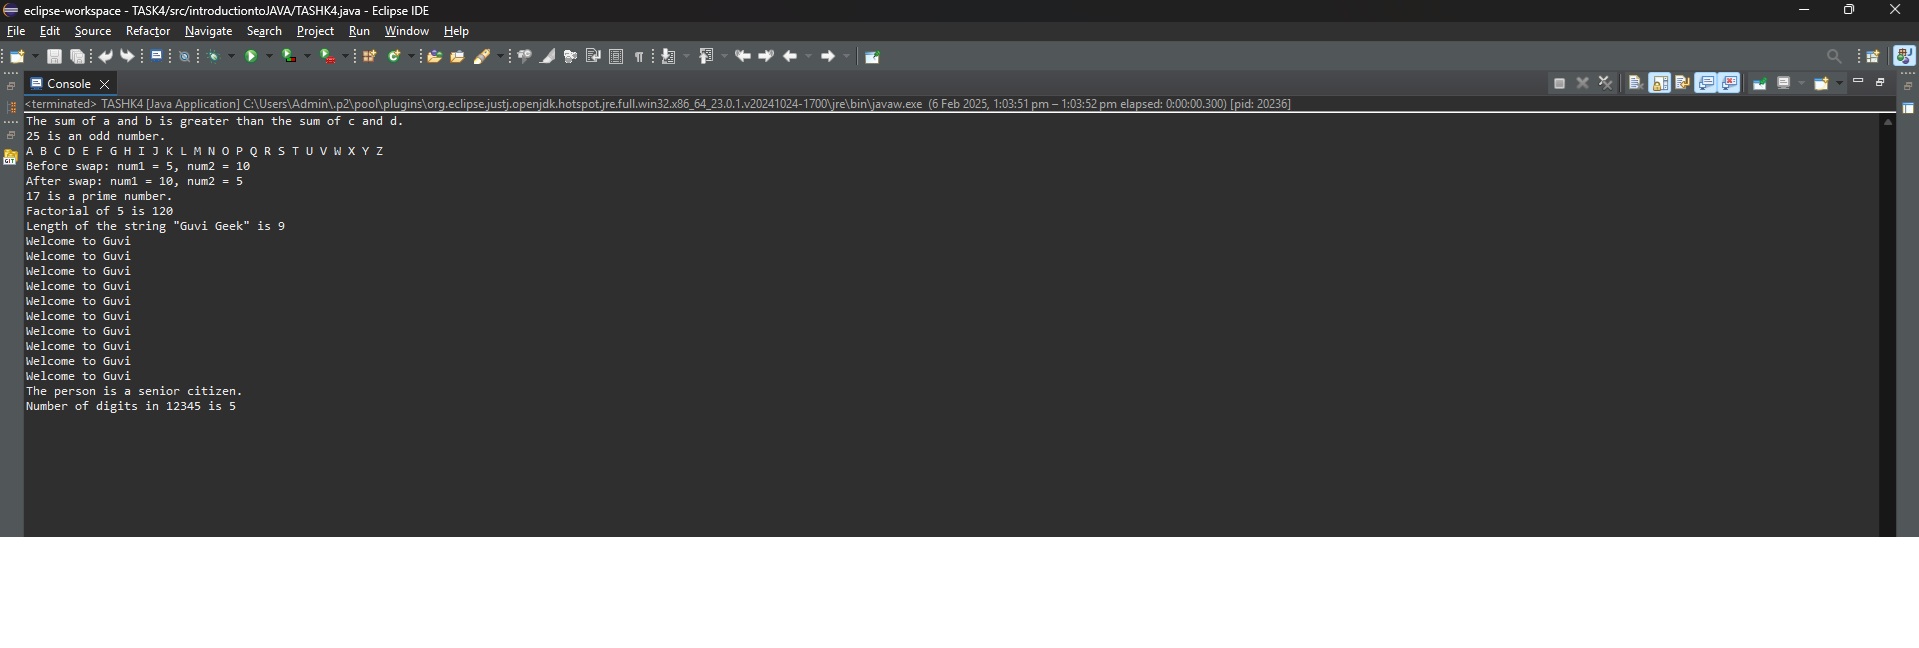 eclipse-workspace - TASK4/src/introductiontoJAVA/TASHK4.java - Eclipse IDE
File Edit Source Refactor Navigate Search Project Run Window Help
Console
<terminated> TASHK4 [Java Application] C:\Users\Admin\.p2\pool\plugins\org.eclipse.justj.openjdk.hotspot.jre.full.win32.x86_64_23.0.1.v20241024-1700\jre\bin\javaw.exe (6 Feb 2025, 1:03:51 pm – 1:03:52 pm elapsed: 0:00:00.300) [pid: 20236]
The sum of a and b is greater than the sum of c and d.
25 is an odd number.
A B C D E F G H I J K L M N O P Q R S T U V W X Y Z
Before swap: num1 = 5, num2 = 10
After swap: num1 = 10, num2 = 5
17 is a prime number.
Factorial of 5 is 120
Length of the string "Guvi Geek" is 9
Welcome to Guvi
Welcome to Guvi
Welcome to Guvi
Welcome to Guvi
Welcome to Guvi
Welcome to Guvi
Welcome to Guvi
Welcome to Guvi
Welcome to Guvi
Welcome to Guvi
The person is a senior citizen.
Number of digits in 12345 is 5